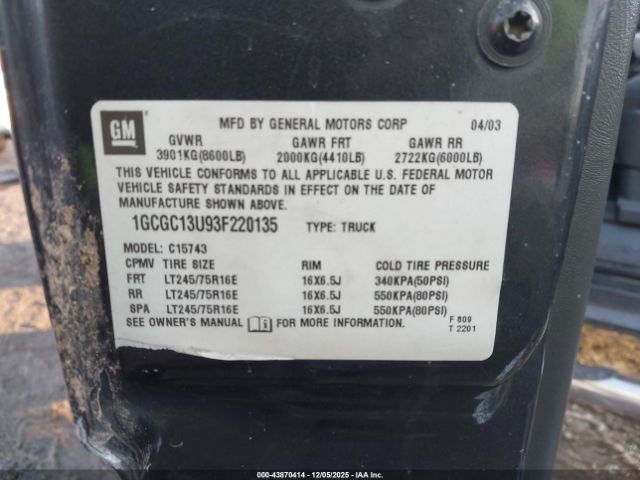 GM
MFD BY GENERAL MOTORS CORP 04/03
GVWR GAWR FRT GAWR RR
3901KG(8600LB) 2000KG(4410LB) 2722KG(6000LB)
THIS VEHICLE CONFORMS TO ALL APPLICABLE U.S. FEDERAL MOTOR
VEHICLE SAFETY STANDARDS IN EFFECT ON THE DATE OF
MANUFACTURE SHOWN ABOVE.
1GCGC13U93F220135 TYPE: TRUCK
MODEL: C15743
CPMV TIRE SIZE RIM COLD TIRE PRESSURE
FRT LT245/75R16E 16X6.5J 340KPA(50PSI)
RR LT245/75R16E 16X6.5J 550KPA(80PSI)
SPA LT245/75R16E 16X6.5J 550KPA(80PSI)
SEE OWNER'S MANUAL FOR MORE INFORMATION.
F 809
T 2201
000-43870414 - 12/05/2025 - IAAI, Inc.